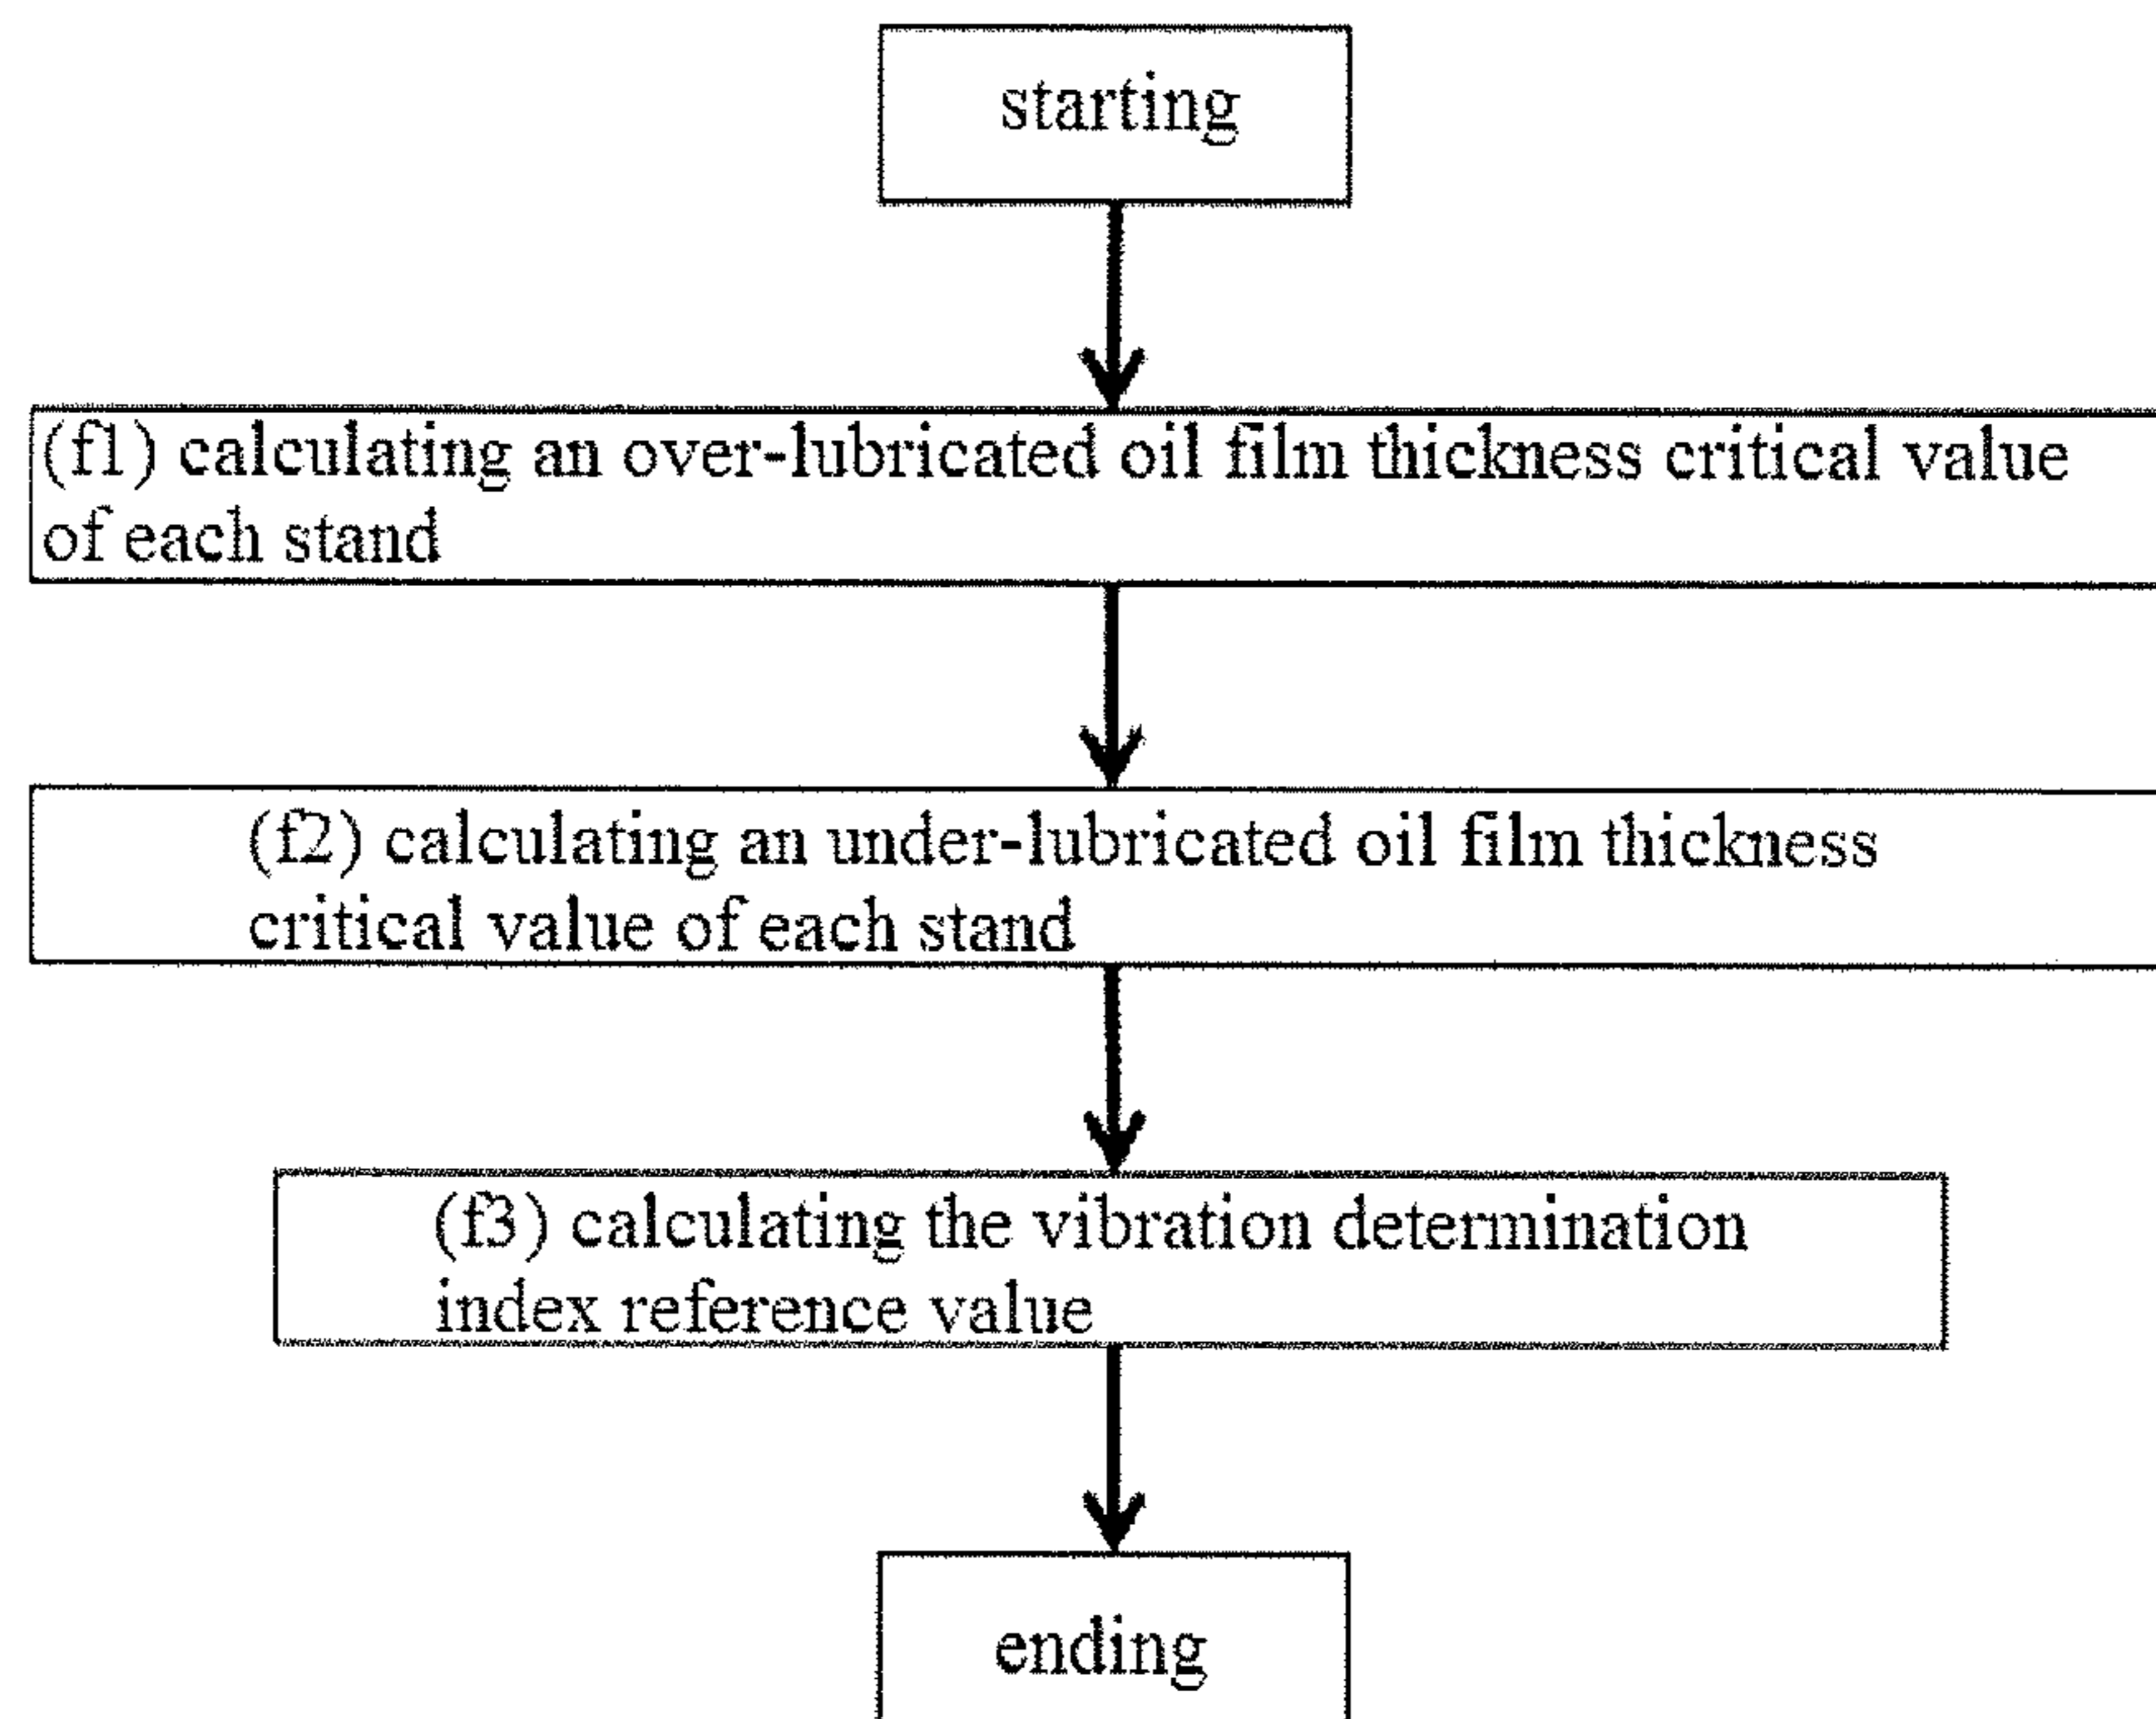 starting
(f1) calculating an over-lubricated oil film thickness critical value
of each stand
(f2) calculating an under-lubricated oil film thickness
critical value of each stand
(f3) calculating the vibration determination
index reference value
ending